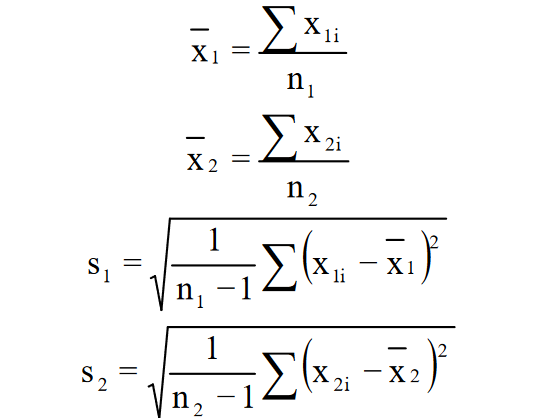 x̄₁ = ∑x₁ᵢ / n₁
x̄₂ = ∑x₂ᵢ / n₂
s₁ = √(1/(n₁ − 1) ∑(x₁ᵢ − x̄₁)²)
s₂ = √(1/(n₂ − 1) ∑(x₂ᵢ − x̄₂)²)